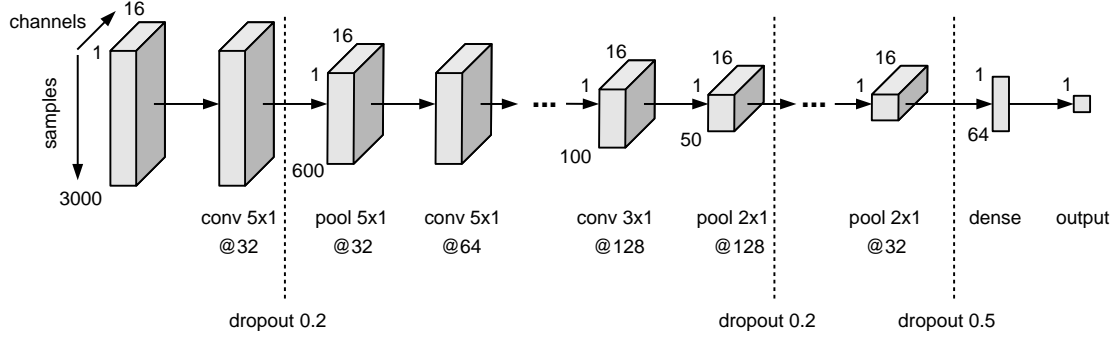 channels
16
1
samples
3000
conv 5x1
@32
16
1
600
pool 5x1
@32
conv 5x1
@64
...
16
1
100
conv 3x1
@128
16
1
50
pool 2x1
@128
...
16
1
pool 2x1
@32
1
64
dense
1
output
dropout 0.2
dropout 0.2
dropout 0.5